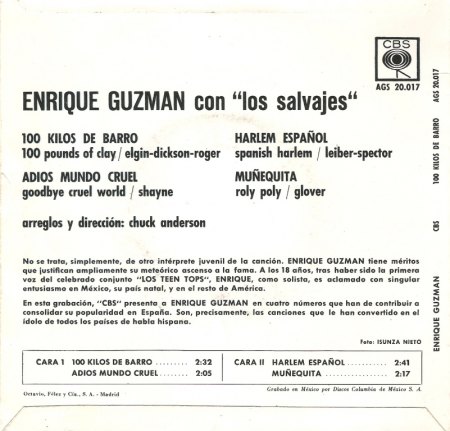 CBS
AGS 20.017
ENRIQUE GUZMAN con "los salvajes"
100 KILOS DE BARRO
100 pounds of clay / elgin-dickson-roger
ADIOS MUNDO CRUEL
goodbye cruel world / shayne
HARLEM ESPAÑOL
spanish harlem / leiber-spector
MUÑEQUITA
roly poly / glover
arreglos y dirección: chuck anderson
No se trata, simplemente, de otro intérprete juvenil de la canción. ENRIQUE GUZMAN tiene méritos
que justifican ampliamente su meteórico ascenso a la fama. A los 18 años, tras haber sido la primera
voz del celebrado conjunto "LOS TEEN TOPS", ENRIQUE, como solista, es aclamado con singular
entusiasmo en México, su país natal, y en el resto de América.
En esta grabación, "CBS" presenta a ENRIQUE GUZMAN en cuatro números que han de contribuir a
consolidar su popularidad en España. Son, precisamente, las canciones que le han convertido en el
ídolo de todos los países de habla hispana.
Foto: ISUNZA NIETO
CARA I 100 KILOS DE BARRO .......... 2:32
ADIOS MUNDO CRUEL ......... 2:05
CARA II HARLEM ESPAÑOL ............ 2:41
MUÑEQUITA .................. 2:17
Octavio, Félez y Cía., S. A. - Madrid
Grabado en México por Discos Columbia de México S. A.
ENRIQUE GUZMAN CBS 100 KILOS DE BARRO AGS 20.017